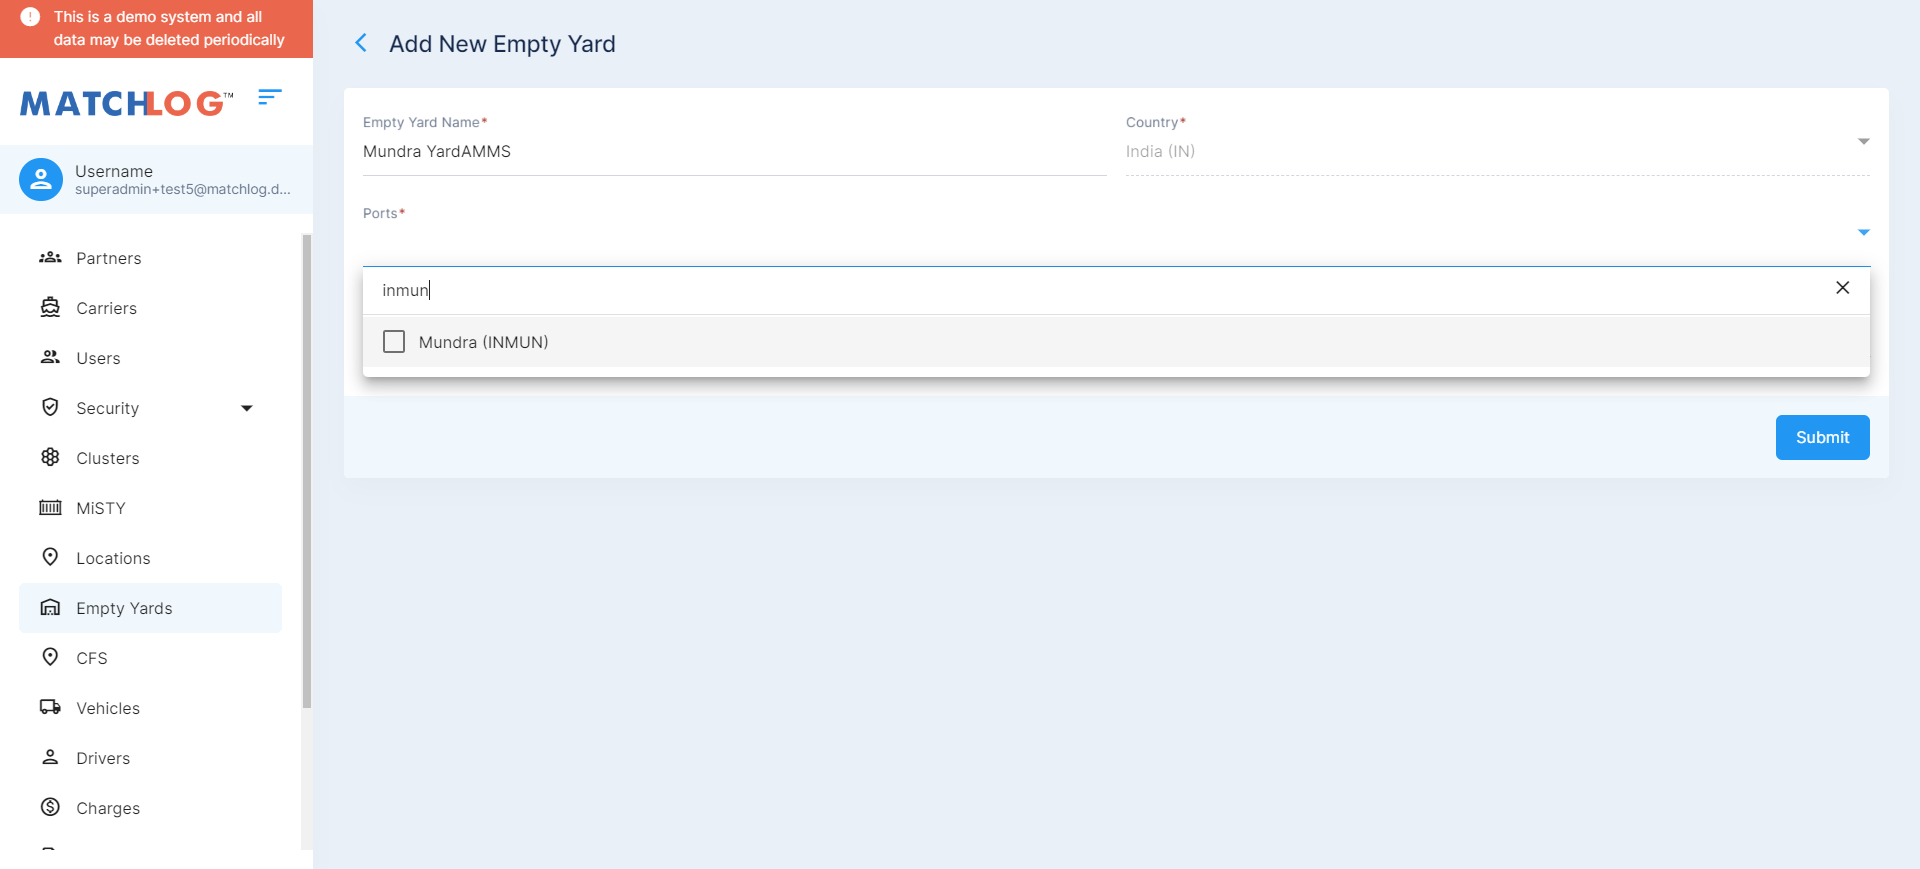 This is a demo system and all
data may be deleted periodically
MATCHLOG™
Username
superadmin+test5@matchlog.d...
Partners
Carriers
Users
Security
Clusters
MiSTY
Locations
Empty Yards
CFS
Vehicles
Drivers
Charges
Add New Empty Yard
Empty Yard Name*
Mundra YardAMMS
Country*
India (IN)
Ports*
inmun
Mundra (INMUN)
Submit